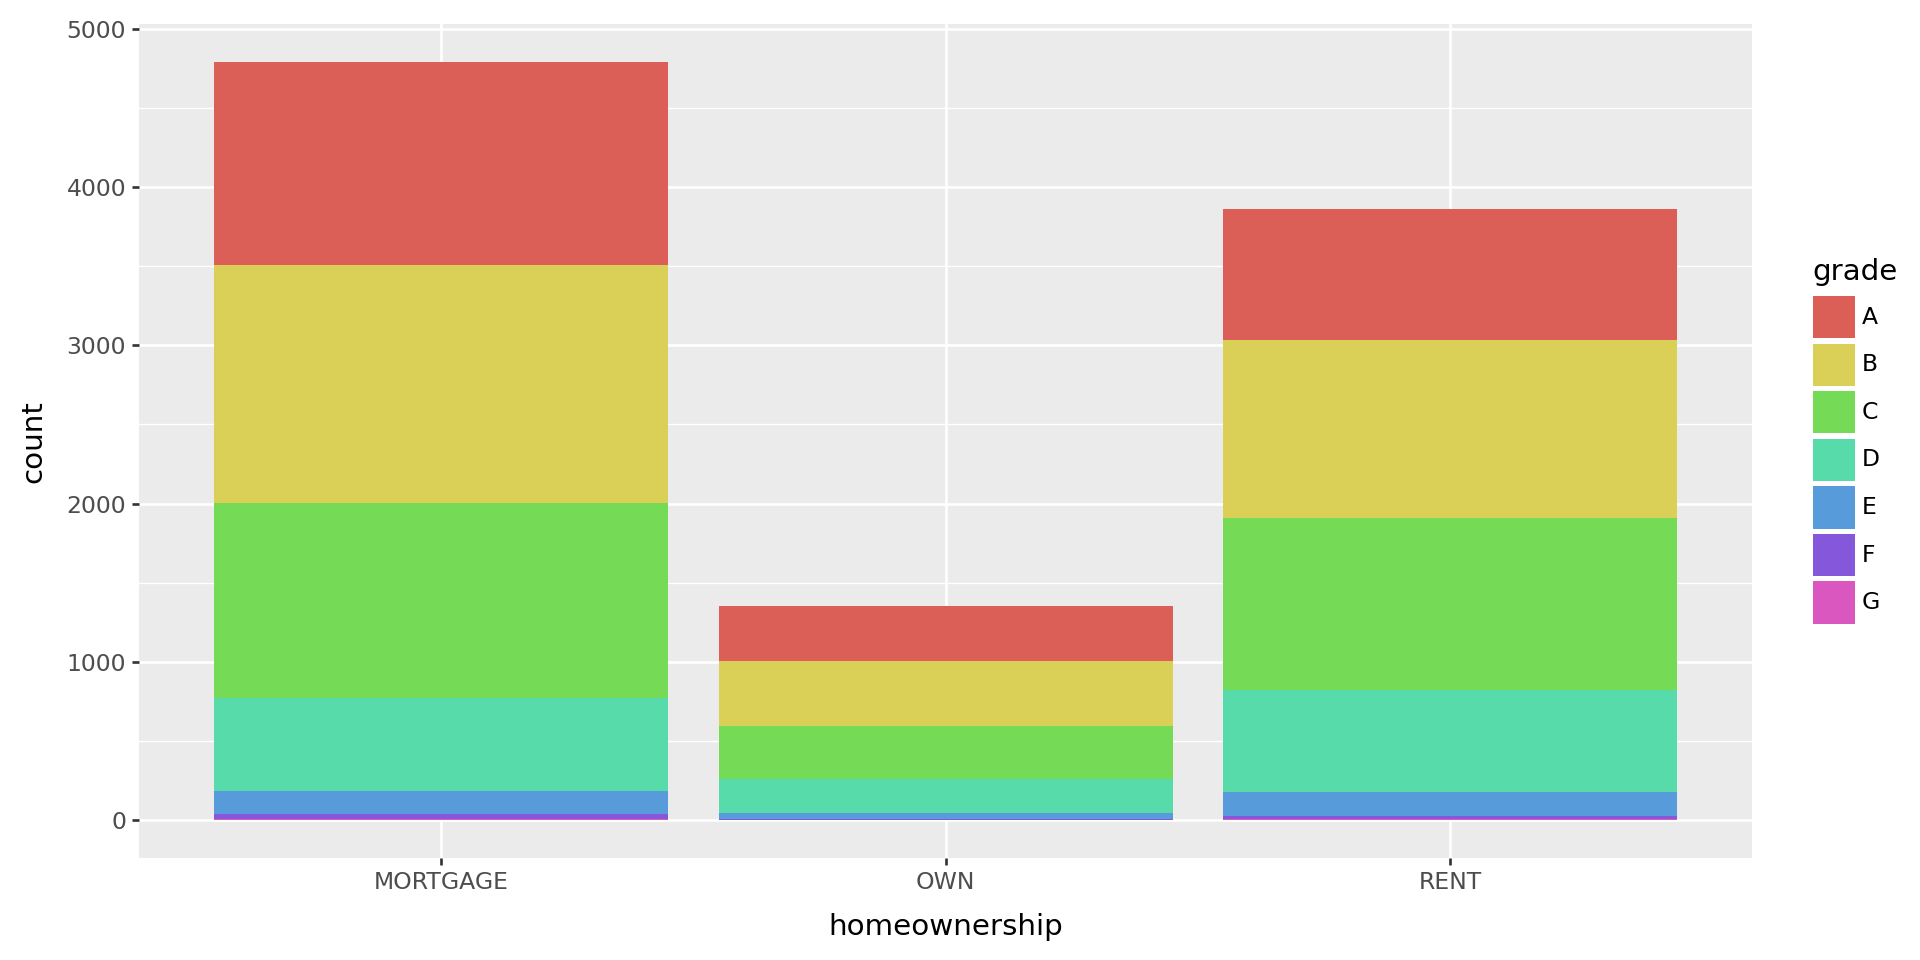 5000
4000
3000
2000
1000
0
count
MORTGAGE
OWN
RENT
homeownership
grade
A
B
C
D
E
F
G